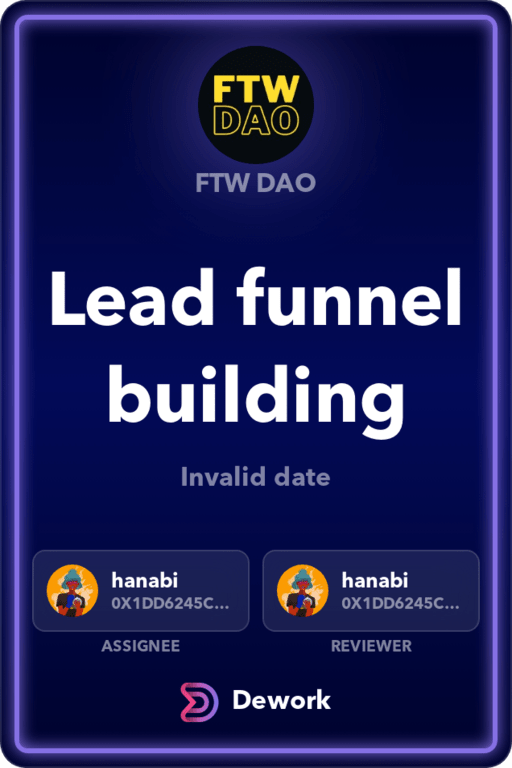 FTW
DAO
FTW DAO
Lead funnel
building
Invalid date
hanabi
0X1DD6245C...
hanabi
0X1DD6245C...
ASSIGNEE
REVIEWER
Dework